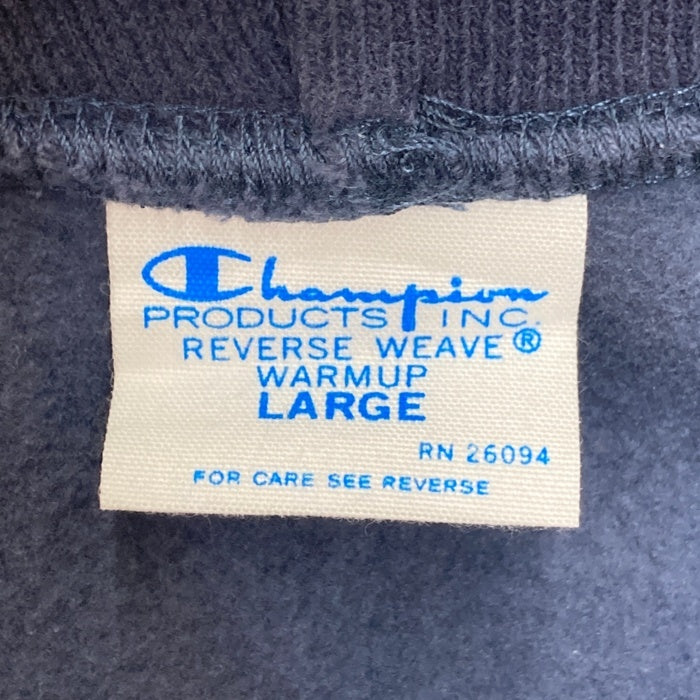 Champion
PRODUCTS INC.
REVERSE WEAVE®
WARMUP
LARGE
RN 26094
FOR CARE SEE REVERSE